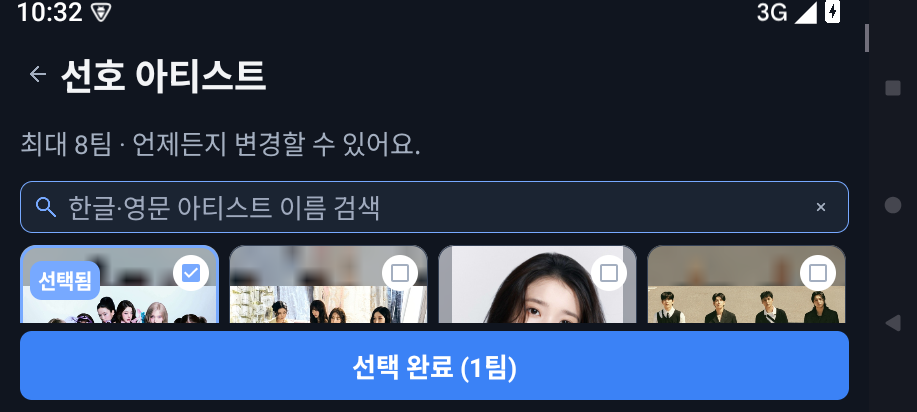 10:32 3G
선호 아티스트
최대 8팀 · 언제든지 변경할 수 있어요.
한글·영문 아티스트 이름 검색
선택됨
선택 완료 (1팀)